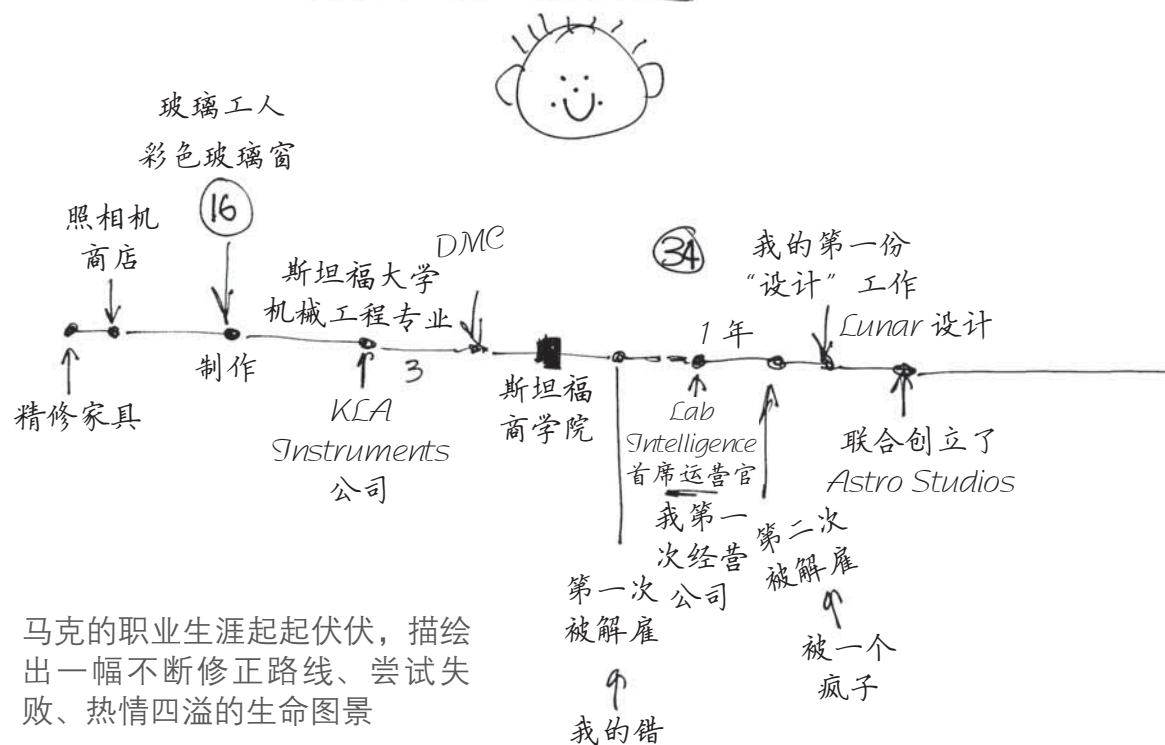 玻璃工人
彩色玻璃窗
16
照相机
商店
精修家具
制作
斯坦福大学
机械工程专业
KLA
Instruments
公司
3
DMC
斯坦福
商学院
第一次
被解雇
我的错
34
1 年
Lab
Intelligence
首席运营官
我第一
次经营
公司
第二次
被解雇
被一个
疯子
我的第一份
“设计”工作
Lunar 设计
联合创立了
Astro Studios
马克的职业生涯起起伏伏，描绘
出一幅不断修正路线、尝试失
败、热情四溢的生命图景